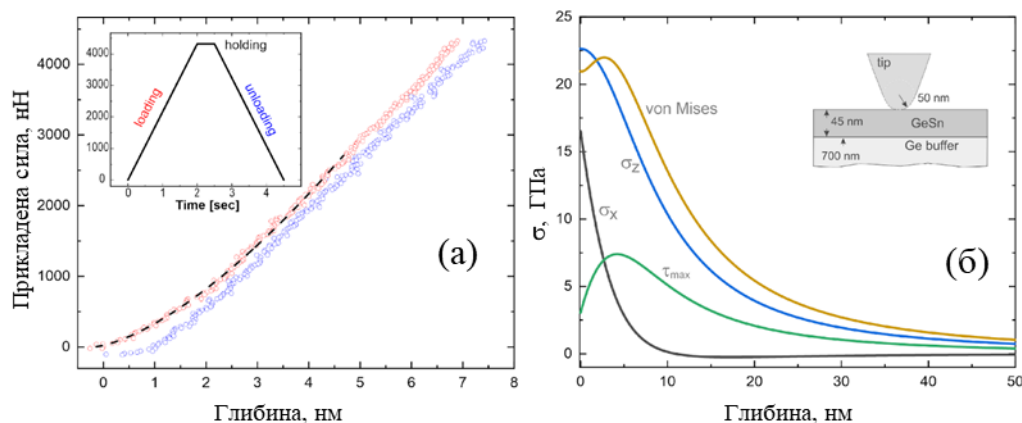 Прикладена сила, нН
4000
3000
2000
1000
0
0 1 2 3 4 5 6 7 8
Глибина, нм
4000
3000
2000
1000
0
0 2 4
Time [sec]
loading
holding
unloading
(а)
σ, ГПа
25
20
15
10
5
0
0 10 20 30 40 50
Глибина, нм
von Mises
σz
σx
τmax
(б)
tip
50 nm
45 nm
GeSn
Ge buffer
700 nm